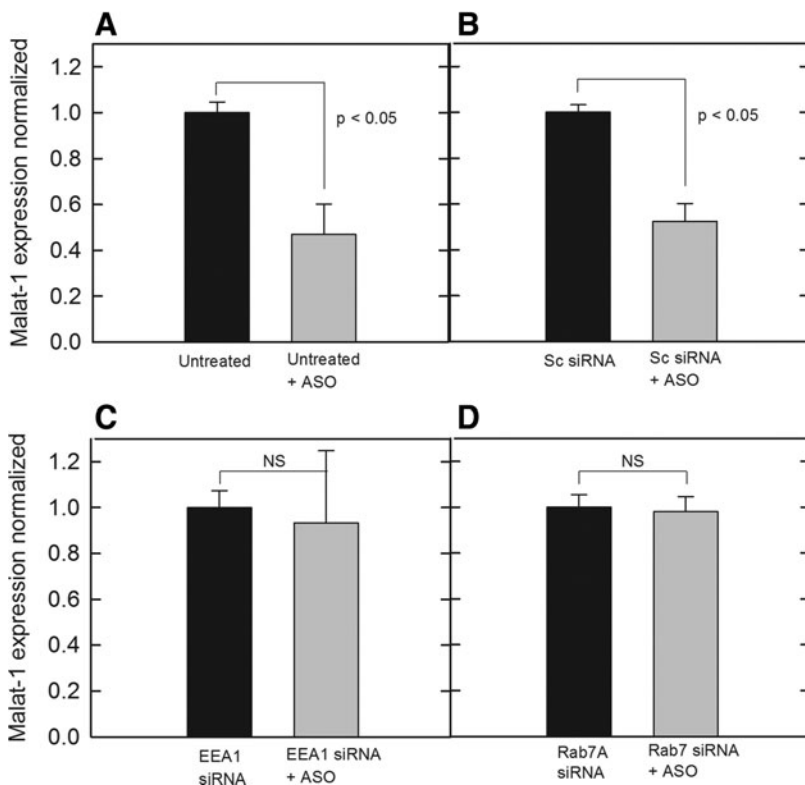 A
B
Malat-1 expression normalized
1.2
1.0
0.8
0.6
0.4
0.2
0.0
p < 0.05
p < 0.05
Untreated
Untreated
+ ASO
Sc siRNA
Sc siRNA
+ ASO
C
D
Malat-1 expression normalized
1.2
1.0
0.8
0.6
0.4
0.2
0.0
NS
NS
EEA1
siRNA
EEA1 siRNA
+ ASO
Rab7A
siRNA
Rab7 siRNA
+ ASO